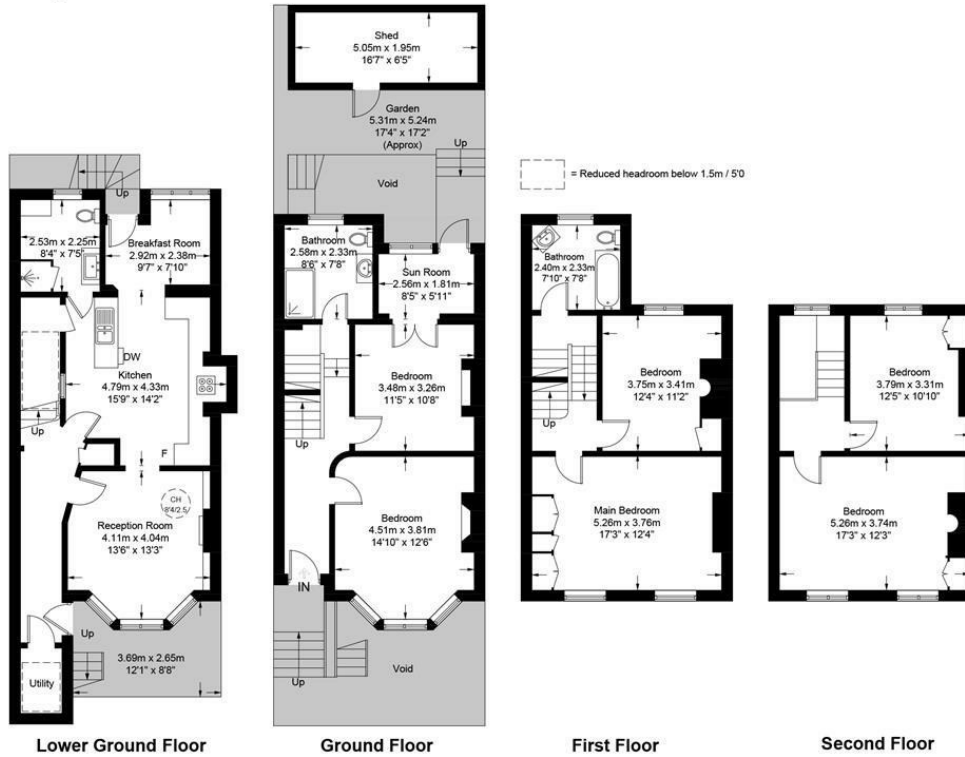 Shed
5.05m x 1.95m
16'7" x 6'5"
Garden
5.31m x 5.24m
17'4" x 17'2"
(Approx)
Up
Void
Up
2.53m x 2.25m
8'4" x 7'5"
Breakfast Room
2.92m x 2.38m
9'7" x 7'10"
DW
Kitchen
4.79m x 4.33m
15'9" x 14'2"
Up
F
CH
8'4/2.5
Reception Room
4.11m x 4.04m
13'6" x 13'3"
Up
3.69m x 2.65m
12'1" x 8'8"
Utility
Lower Ground Floor
Bathroom
2.58m x 2.33m
8'6" x 7'8"
Sun Room
2.56m x 1.81m
8'5" x 5'11"
Bedroom
3.48m x 3.26m
11'5" x 10'8"
Up
Bedroom
4.51m x 3.81m
14'10" x 12'6"
IN
Up
Void
Ground Floor
= Reduced headroom below 1.5m / 5'0
Bathroom
2.40m x 2.33m
7'10" x 7'8"
Bedroom
3.75m x 3.41m
12'4" x 11'2"
Up
Main Bedroom
5.26m x 3.76m
17'3" x 12'4"
First Floor
Bedroom
3.79m x 3.31m
12'5" x 10'10"
Bedroom
5.26m x 3.74m
17'3" x 12'3"
Second Floor